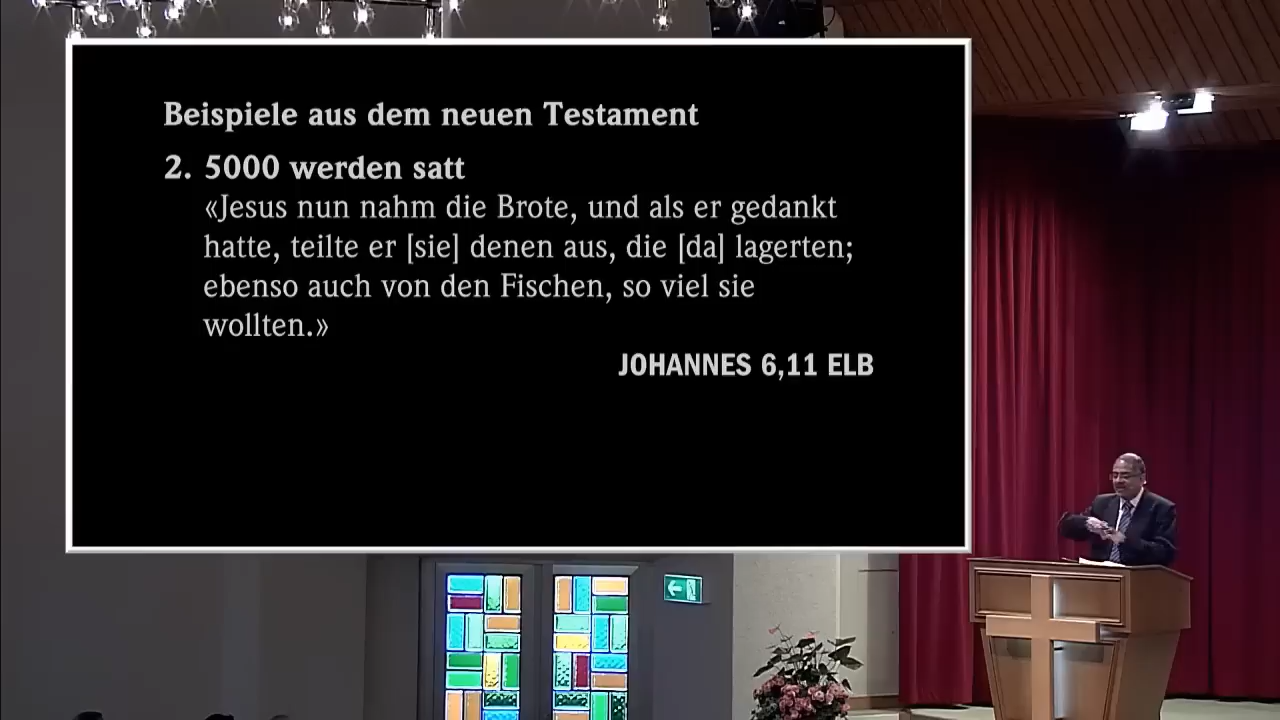 Beispiele aus dem neuen Testament
2. 5000 werden satt
«Jesus nun nahm die Brote, und als er gedankt
hatte, teilte er [sie] denen aus, die [da] lagerten;
ebenso auch von den Fischen, so viel sie
wollten.»
JOHANNES 6,11 ELB